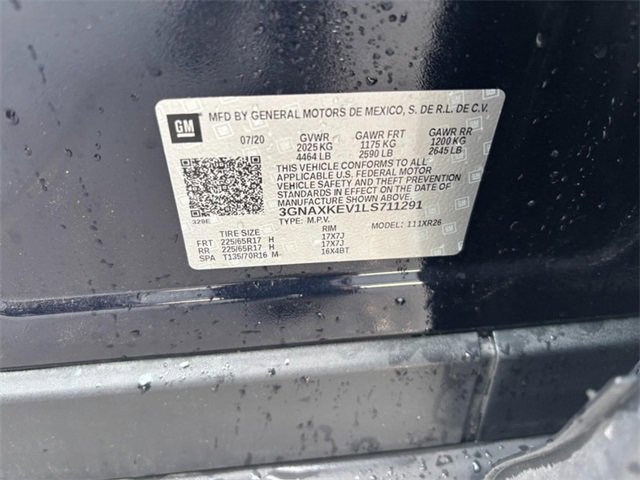 MFD BY GENERAL MOTORS DE MEXICO, S. DE R.L. DE C.V.
GM
07/20 GVWR GAWR FRT GAWR RR
2025 KG 1175 KG 1200 KG
4464 LB 2590 LB 2645 LB
THIS VEHICLE CONFORMS TO ALL
APPLICABLE U.S. FEDERAL MOTOR
VEHICLE SAFETY AND THEFT PREVENTION
STANDARDS IN EFFECT ON THE DATE OF
MANUFACTURE SHOWN ABOVE.
3GNAXKEV1LS711291
TYPE: M.P.V. MODEL: 111XR26
320E
TIRE SIZE RIM
FRT 225/65R17 H 17X7J
RR 225/65R17 H 17X7J
SPA T135/70R16 M 16X4BT